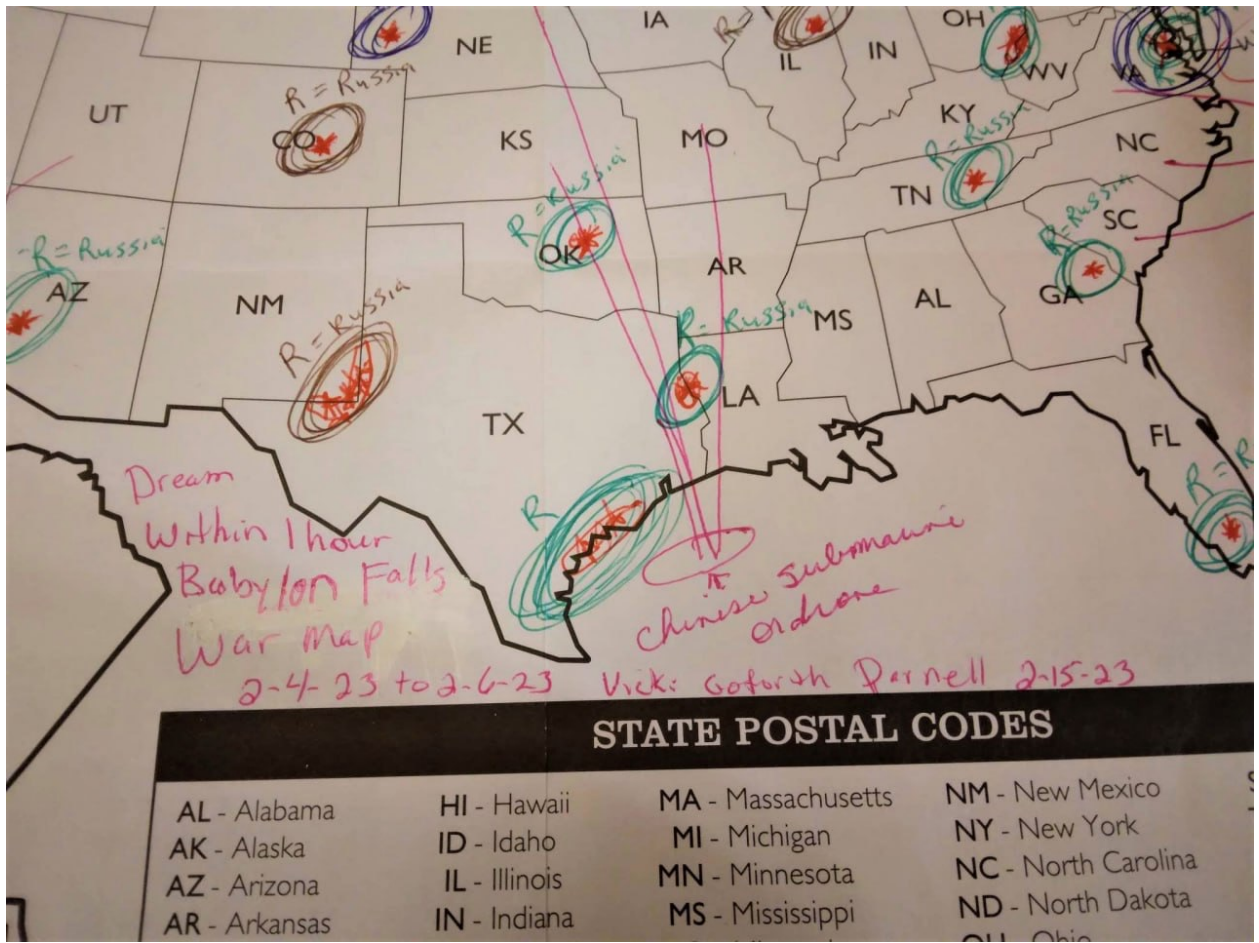 IA
OH
NE
IL
IN
WV
VA
UT
R = Russia
CO
KS
MO
KY
R = Russia
NC
TN
R = Russia
OK
R = Russia
SC
GA
R = Russia
AZ
NM
AR
R = Russia
MS
AL
R = Russia
TX
LA
FL
R
R =
Dream
Within 1 hour
Babylon Falls
War map
2-4-23 to 2-6-23
Chinese submaurine
or drone
Vicki Goforth Parnell 2-15-23
STATE POSTAL CODES
AL - Alabama
AK - Alaska
AZ - Arizona
AR - Arkansas
HI - Hawaii
ID - Idaho
IL - Illinois
IN - Indiana
MA - Massachusetts
MI - Michigan
MN - Minnesota
MS - Mississippi
NM - New Mexico
NY - New York
NC - North Carolina
ND - North Dakota
OH - Ohio